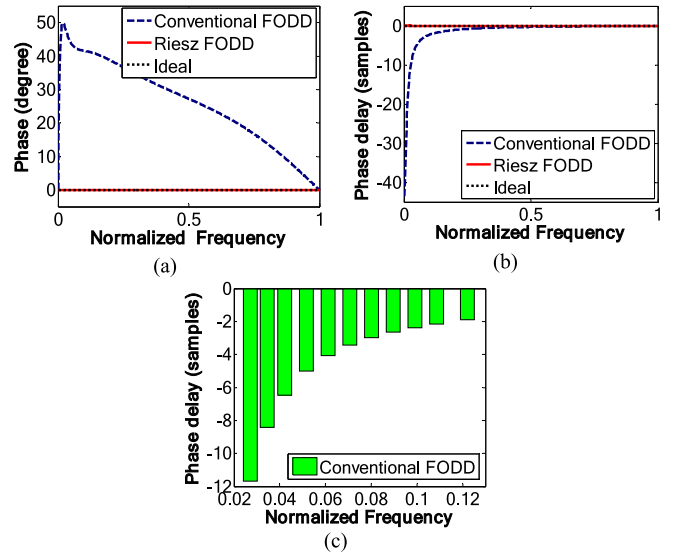 50
40
30
20
10
0
Phase (degree)
Conventional FODD
Riesz FODD
Ideal
0
0.5
1
Normalized Frequency
(a)
0
-10
-20
-30
-40
Phase delay (samples)
Conventional FODD
Riesz FODD
Ideal
0
0.5
1
Normalized Frequency
(b)
0
-2
-4
-6
-8
-10
-12
Phase delay (samples)
Conventional FODD
0.02
0.04
0.06
0.08
0.1
0.12
Normalized Frequency
(c)